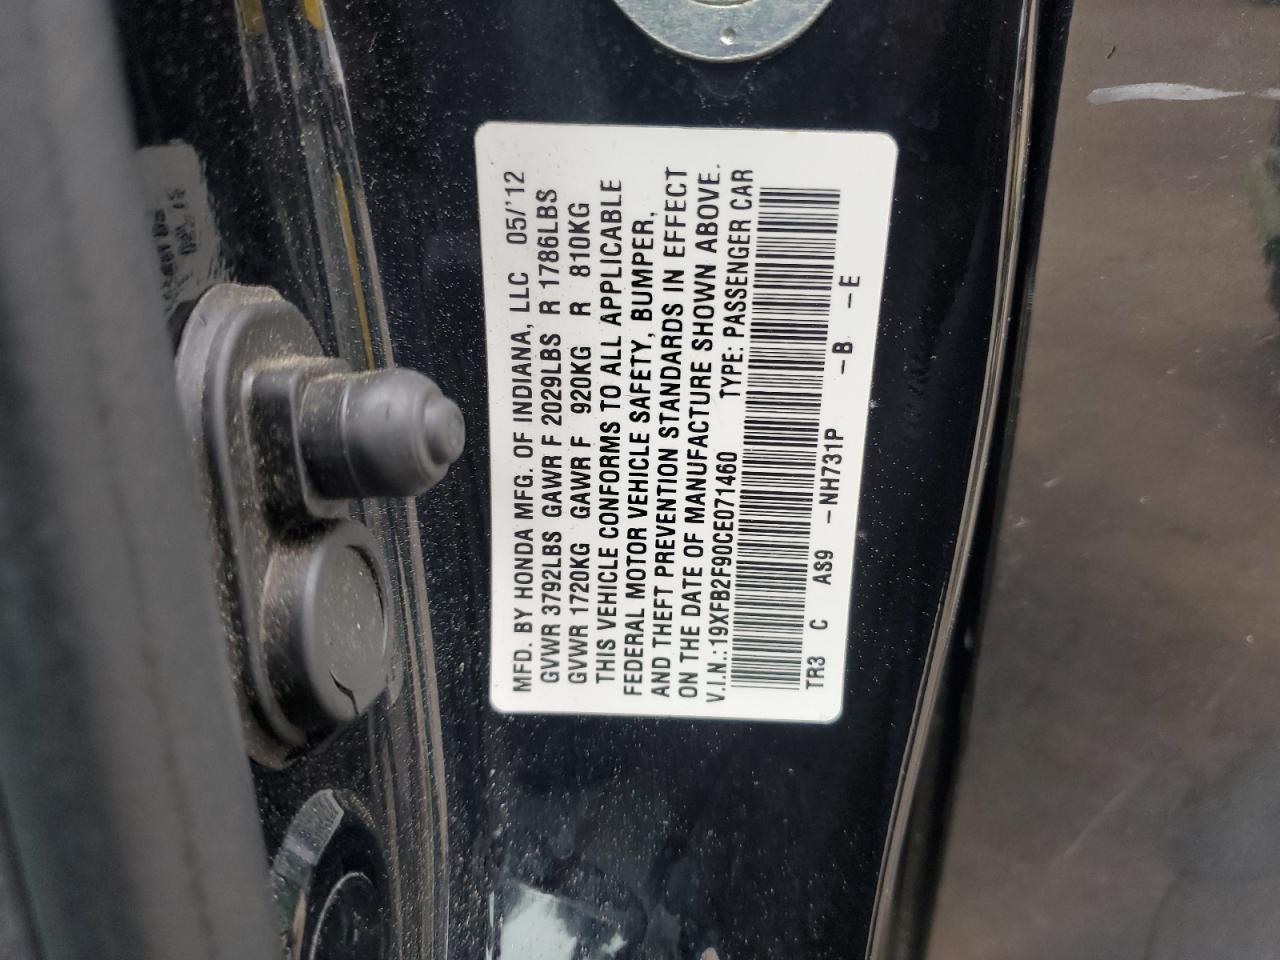 MFD. BY HONDA MFG. OF INDIANA, LLC 05/'12
GVWR 3792LBS GAWR F 2029LBS R 1786LBS
GVWR 1720KG GAWR F 920KG R 810KG
THIS VEHICLE CONFORMS TO ALL APPLICABLE
FEDERAL MOTOR VEHICLE SAFETY, BUMPER,
AND THEFT PREVENTION STANDARDS IN EFFECT
ON THE DATE OF MANUFACTURE SHOWN ABOVE.
V.I.N.:19XFB2F90CE071460 TYPE: PASSENGER CAR
TR3 C AS9 -NH731P -B -E